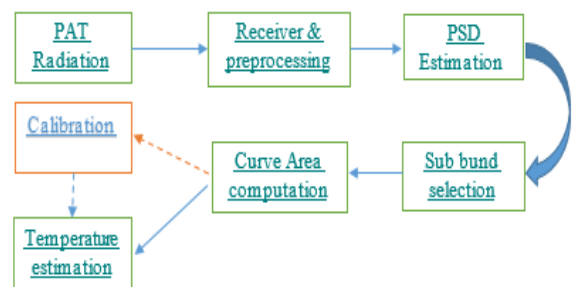 PAT
Radiation
Receiver &
preprocessing
PSD
Estimation
Sub bund
selection
Curve Area
computation
Calibration
Temperature
estimation